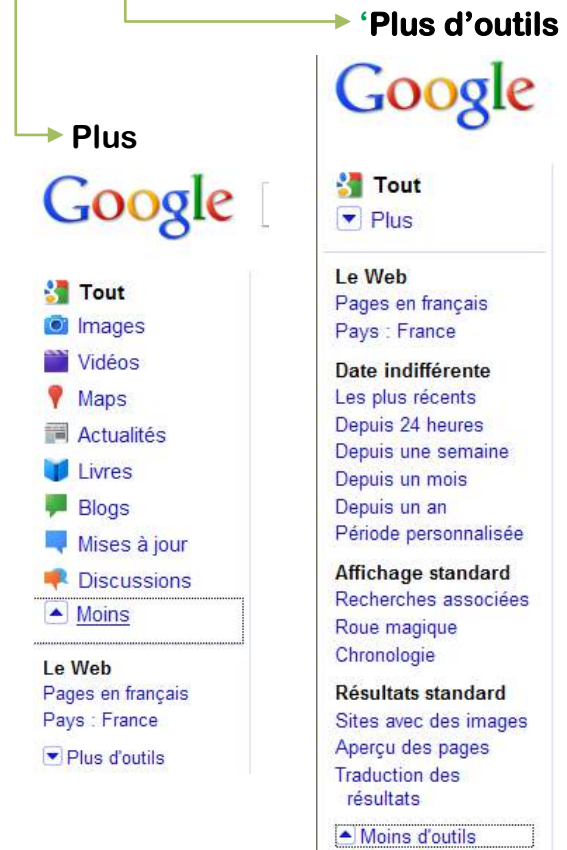 ‘Plus d’outils
Plus
Google
Tout
Images
Vidéos
Maps
Actualités
Livres
Blogs
Mises à jour
Discussions
Moins
Le Web
Pages en français
Pays : France
Plus d'outils
Google
Tout
Plus
Le Web
Pages en français
Pays : France
Date indifférente
Les plus récents
Depuis 24 heures
Depuis une semaine
Depuis un mois
Depuis un an
Période personnalisée
Affichage standard
Recherches associées
Roue magique
Chronologie
Résultats standard
Sites avec des images
Aperçu des pages
Traduction des
résultats
Moins d'outils